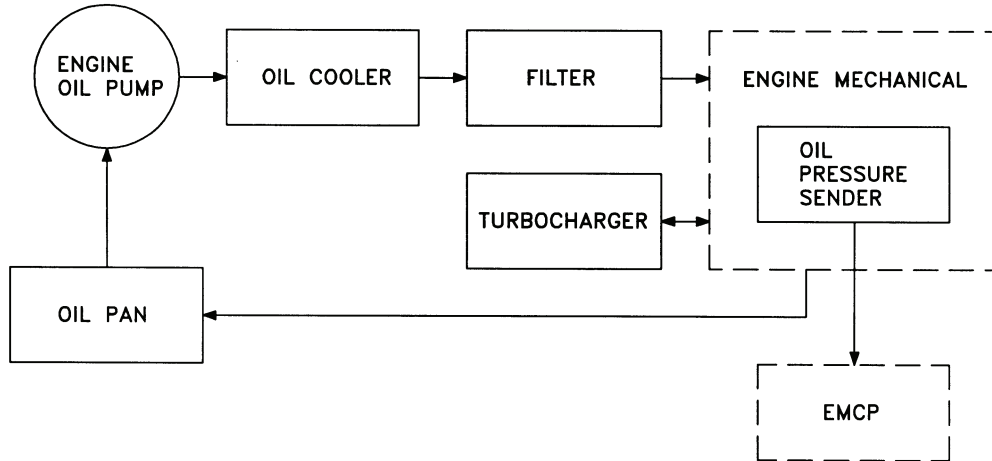 ENGINE
OIL PUMP
OIL COOLER
FILTER
ENGINE MECHANICAL
OIL
PRESSURE
SENDER
TURBOCHARGER
OIL PAN
EMCP